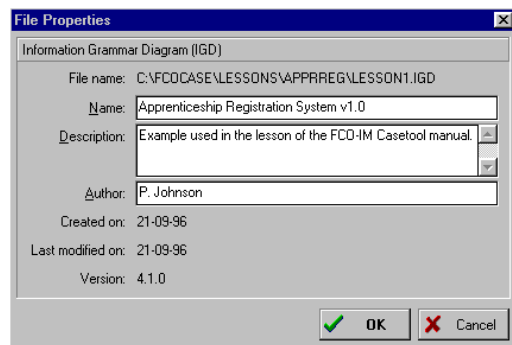 File Properties
Information Grammar Diagram (IGD)
File name: C:\FCOCASE\LESSONS\APPRREG\LESSON1.IGD
Name: Apprenticeship Registration System v1.0
Description: Example used in the lesson of the FCO-IM Casetool manual.
Author: P. Johnson
Created on: 21-09-96
Last modified on: 21-09-96
Version: 4.1.0
OK Cancel